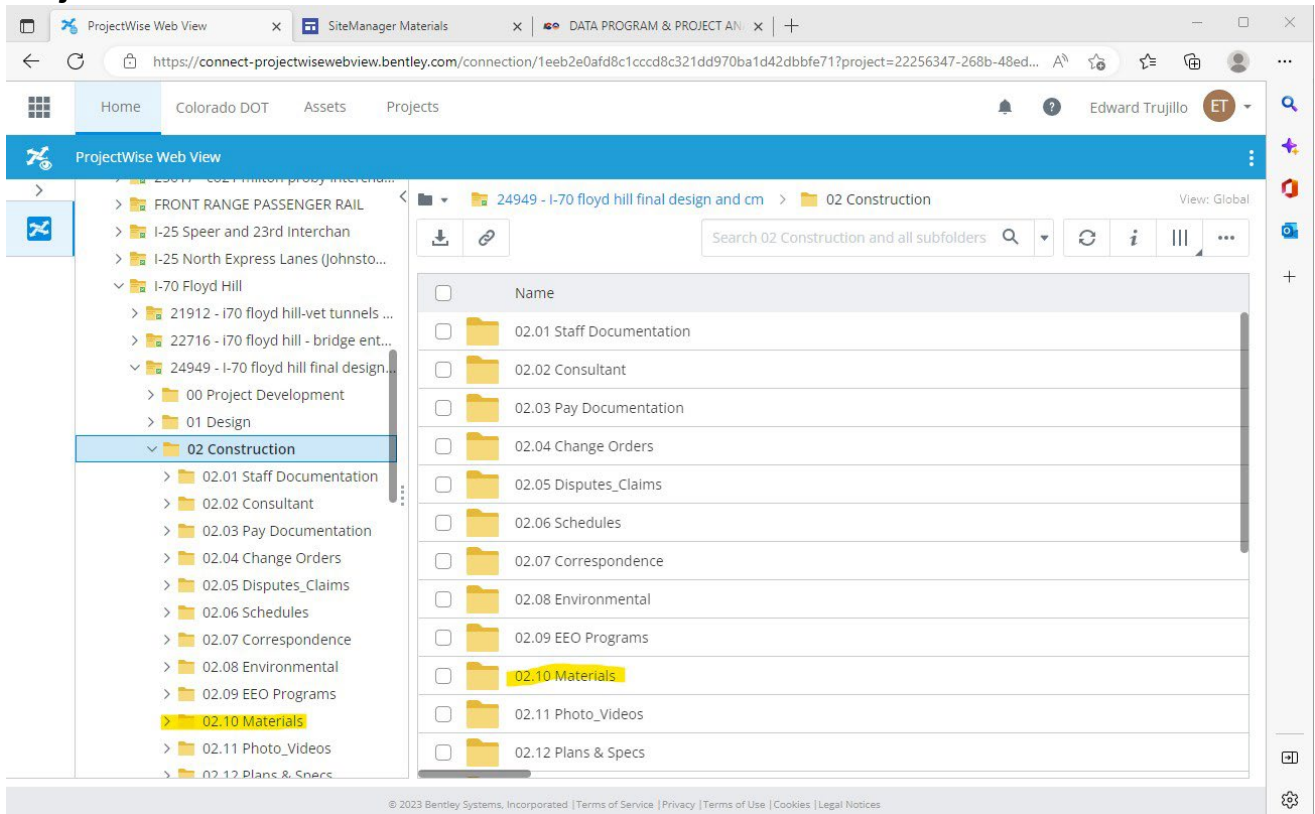 ProjectWise Web View
SiteManager Materials
DATA PROGRAM & PROJECT AN
https://connect-projectwisewebview.bentley.com/connection/1eeb2e0afd8c1cccd8c321dd970ba1d42dbbfe71?project=22256347-268b-48ed...
Home Colorado DOT Assets Projects
? Edward Trujillo ET
ProjectWise Web View
FRONT RANGE PASSENGER RAIL
I-25 Speer and 23rd Interchan
I-25 North Express Lanes (Johnsto...
I-70 Floyd Hill
21912 - i70 floyd hill-vet tunnels ...
22716 - i70 floyd hill - bridge ent...
24949 - I-70 floyd hill final design...
00 Project Development
01 Design
02 Construction
02.01 Staff Documentation
02.02 Consultant
02.03 Pay Documentation
02.04 Change Orders
02.05 Disputes_Claims
02.06 Schedules
02.07 Correspondence
02.08 Environmental
02.09 EEO Programs
02.10 Materials
02.11 Photo_Videos
02.12 Plans & Specs
24949 - I-70 floyd hill final design and cm > 02 Construction View: Global
Search 02 Construction and all subfolders
Name
02.01 Staff Documentation
02.02 Consultant
02.03 Pay Documentation
02.04 Change Orders
02.05 Disputes_Claims
02.06 Schedules
02.07 Correspondence
02.08 Environmental
02.09 EEO Programs
02.10 Materials
02.11 Photo_Videos
02.12 Plans & Specs
© 2023 Bentley Systems, Incorporated |Terms of Service |Privacy |Terms of Use |Cookies |Legal Notices